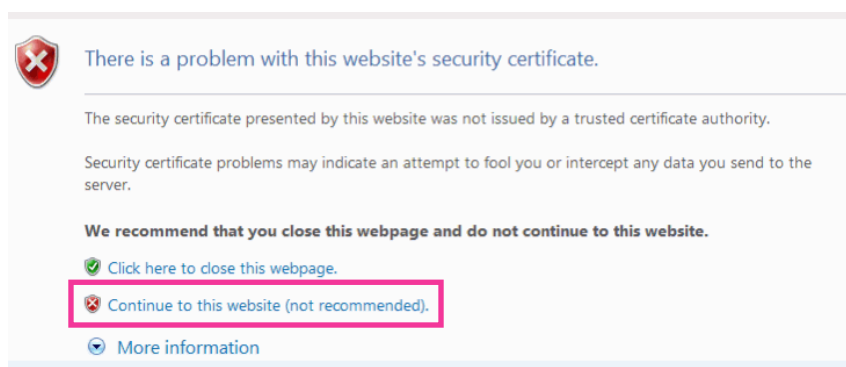 There is a problem with this website's security certificate.
The security certificate presented by this website was not issued by a trusted certificate authority.
Security certificate problems may indicate an attempt to fool you or intercept any data you send to the
server.
We recommend that you close this webpage and do not continue to this website.
Click here to close this webpage.
Continue to this website (not recommended).
More information